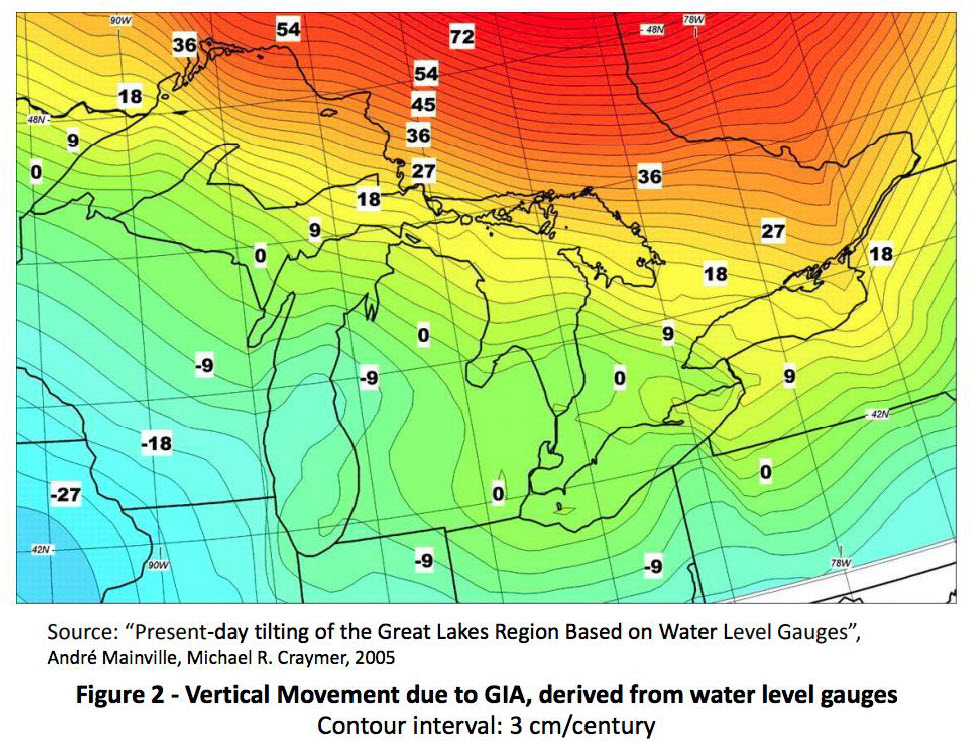 90W
54
72
78W
48N
36
54
18
45
48N
36
9
27
36
0
18
9
27
0
18
18
0
9
-9
-9
0
9
42N
-18
0
-27
0
42N
90W
-9
-9
78W
Source: “Present-day tilting of the Great Lakes Region Based on Water Level Gauges”,
André Mainville, Michael R. Craymer, 2005
Figure 2 - Vertical Movement due to GIA, derived from water level gauges
Contour interval: 3 cm/century